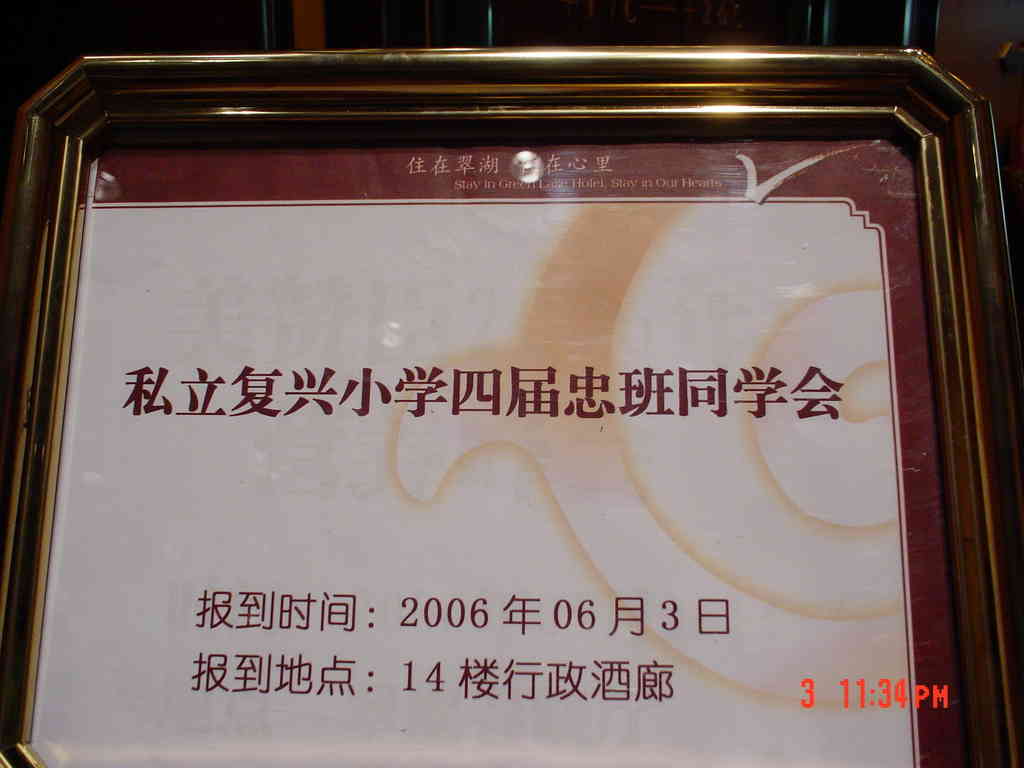 住在翠湖 在心里
Stay in Green Lake Hotel, Stay in Our Hearts
私立复兴小学四届忠班同学会
报到时间：2006年06月3日
报到地点：14楼行政酒廊
3 11:34PM